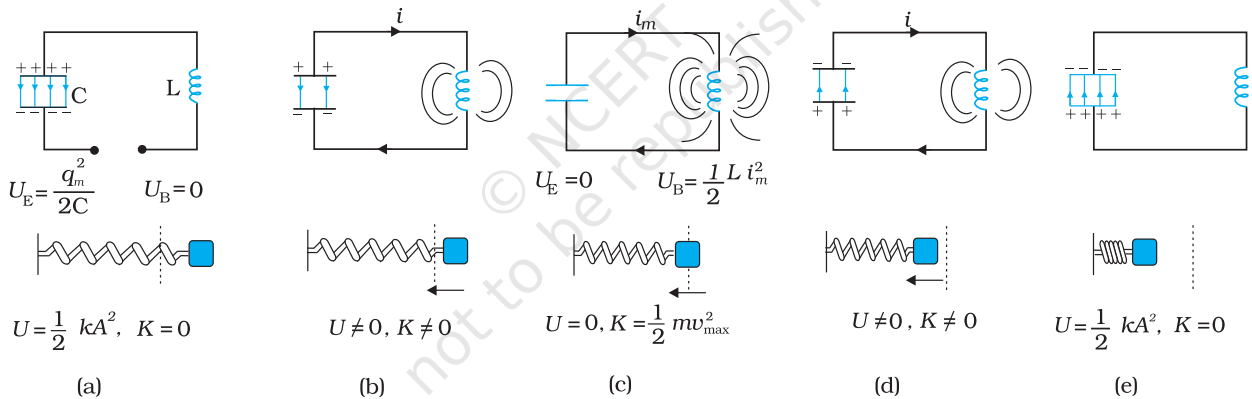 i
i_m
i
+ + + +
C
– – – –
L
+ +
– –
– –
+ +
– – – –
+ + + +
U_E = q_m^2 / 2C
U_B = 0
U_E = 0
U_B = 1/2 L i_m^2
U = 1/2 kA^2, K = 0
U ≠ 0, K ≠ 0
U = 0, K = 1/2 mv_max^2
U ≠ 0, K ≠ 0
U = 1/2 kA^2, K = 0
(a)
(b)
(c)
(d)
(e)
© NCERT
not to be republish